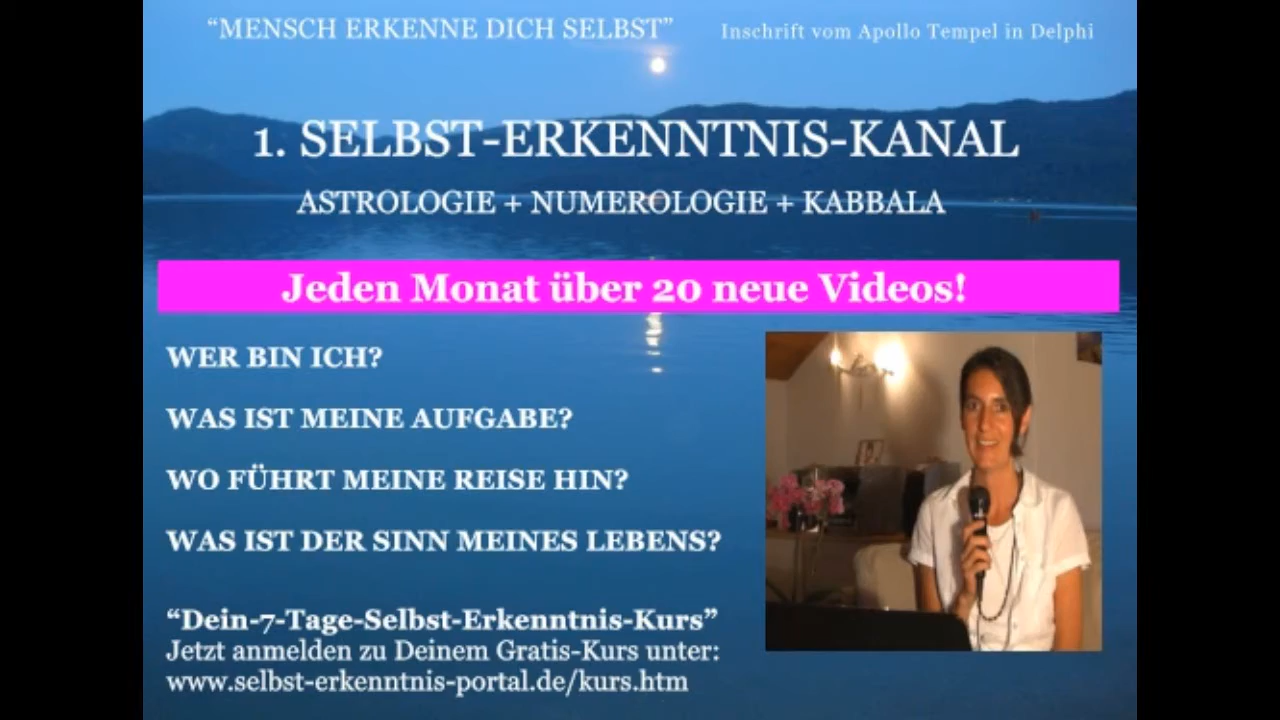 “MENSCH ERKENNE DICH SELBST” Inschrift vom Apollo Tempel in Delphi
1. SELBST-ERKENNTNIS-KANAL
ASTROLOGIE + NUMEROLOGIE + KABBALA
Jeden Monat über 20 neue Videos!
WER BIN ICH?
WAS IST MEINE AUFGABE?
WO FÜHRT MEINE REISE HIN?
WAS IST DER SINN MEINES LEBENS?
“Dein-7-Tage-Selbst-Erkenntnis-Kurs”
Jetzt anmelden zu Deinem Gratis-Kurs unter:
www.selbst-erkenntnis-portal.de/kurs.htm